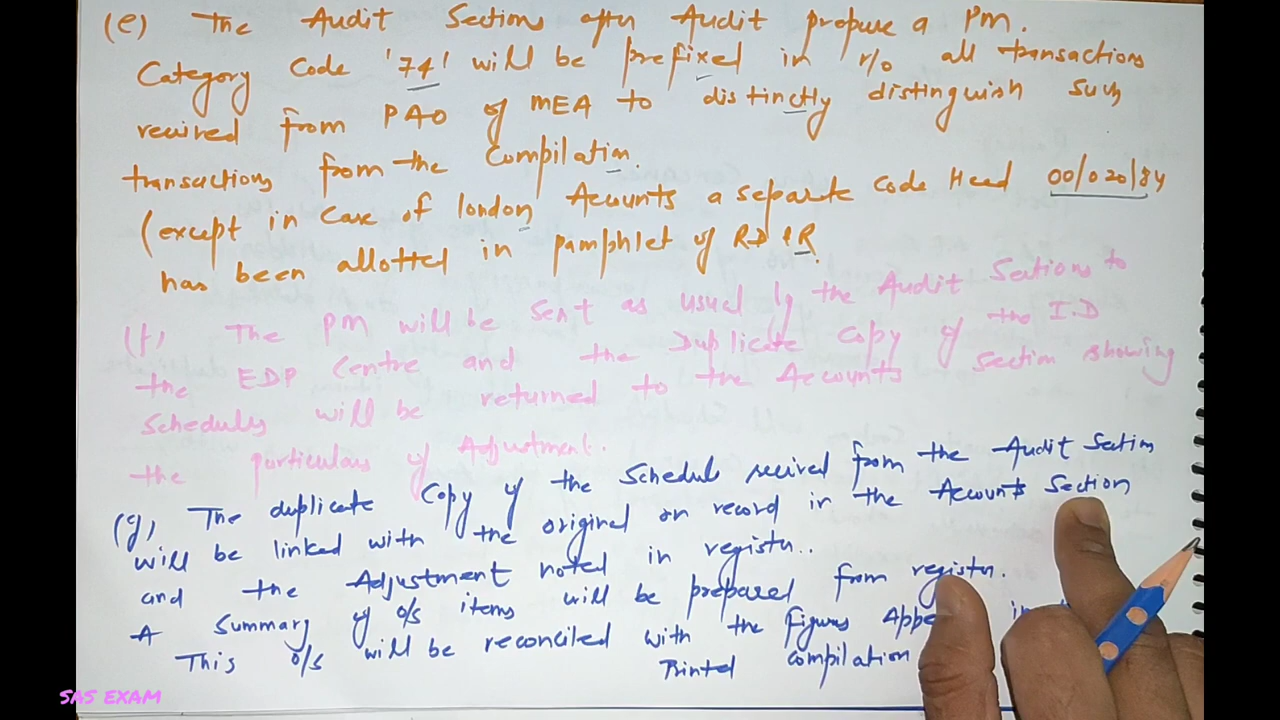 (e) The Audit Sections after Audit prepare a PM.
Category Code '74' will be prefixed in r/o all transactions
received from PAO of MEA to distinctly distinguish such
transactions from the Compilation.
(except in case of london Accounts a separate Code Head 00/020/84
has been allotted in pamphlet of RD &R.
(f) The PM will be sent as usual by the Audit Sections to
the EDP Centre and the Duplicate Copy of the I.D
Schedules will be returned to the Accounts Section showing
the particulars of Adjustment.
(g) The duplicate Copy of the Schedule received from the Audit Section
will be linked with the original on record in the Accounts Section
and the Adjustment noted in register..
A Summary of o/s items will be prepared from register.
This o/s will be reconciled with the figures Appe in
Printed compilation
SAS EXAM